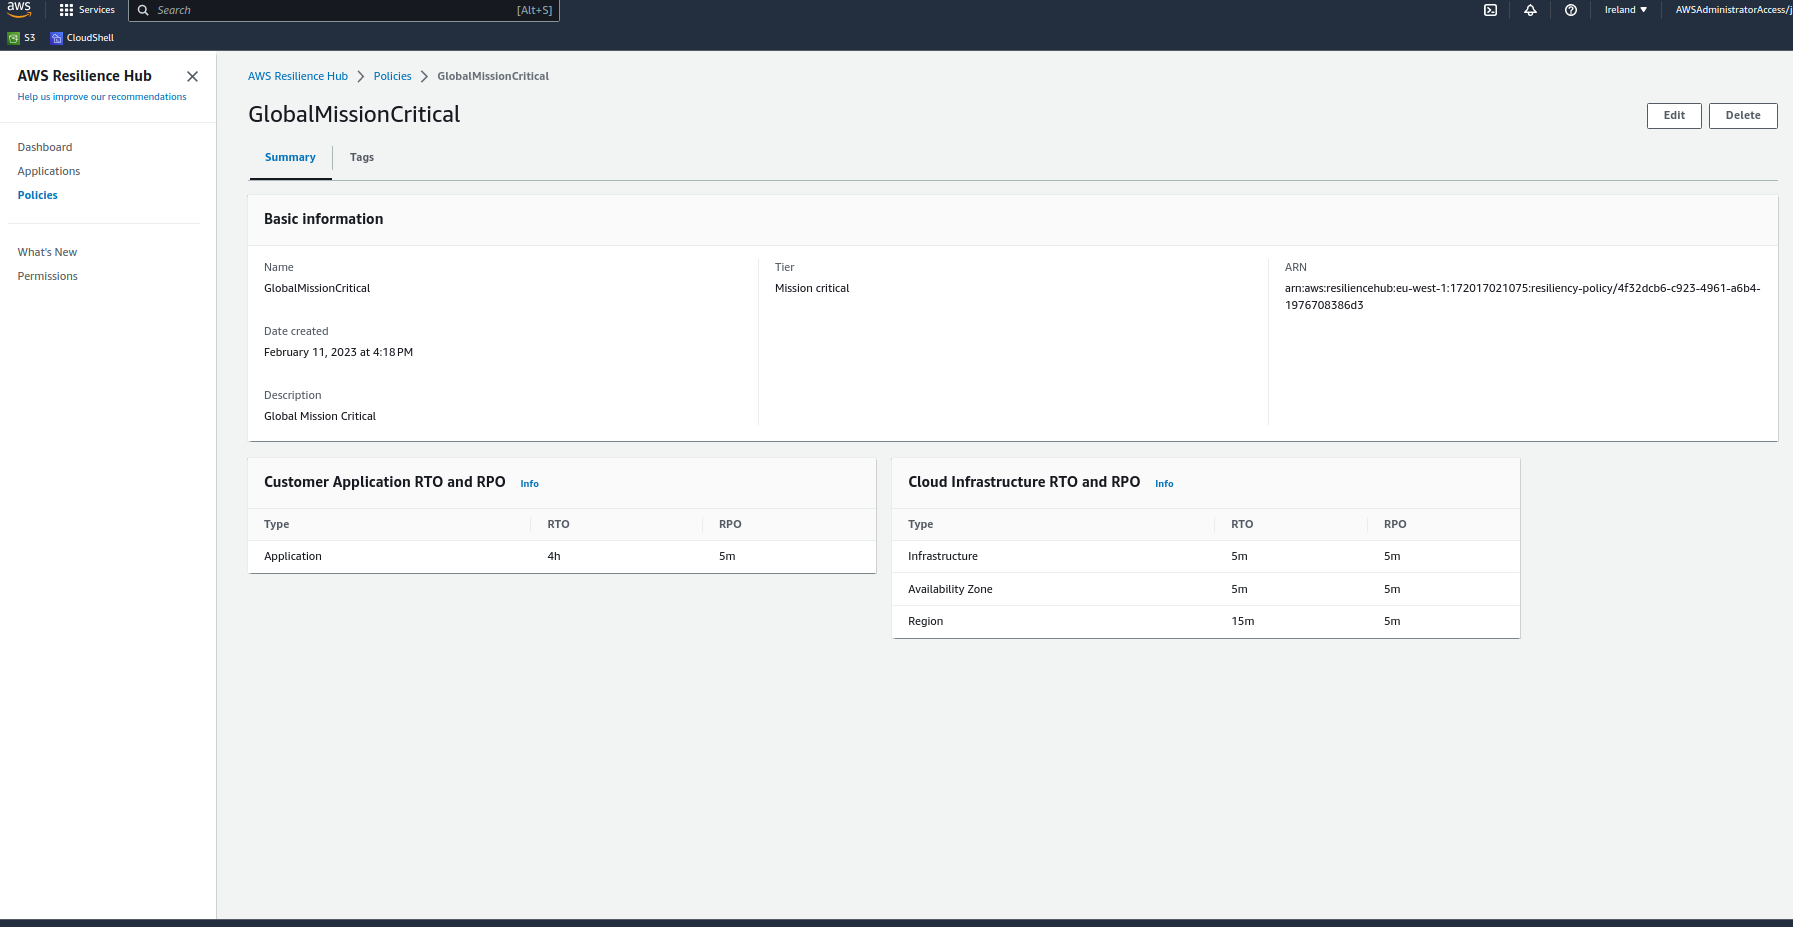 aws
Services
Search
[Alt+S]
Ireland
AWSAdministratorAccess/j
S3
CloudShell
AWS Resilience Hub
Help us improve our recommendations
Dashboard
Applications
Policies
What's New
Permissions
AWS Resilience Hub
Policies
GlobalMissionCritical
GlobalMissionCritical
Edit
Delete
Summary
Tags
Basic information
Name
GlobalMissionCritical
Date created
February 11, 2023 at 4:18 PM
Description
Global Mission Critical
Tier
Mission critical
ARN
arn:aws:resiliencehub:eu-west-1:172017021075:resiliency-policy/4f32dcb6-c923-4961-a6b4-
1976708386d3
Customer Application RTO and RPO Info
Type RTO RPO
Application 4h 5m
Cloud Infrastructure RTO and RPO Info
Type RTO RPO
Infrastructure 5m 5m
Availability Zone 5m 5m
Region 15m 5m